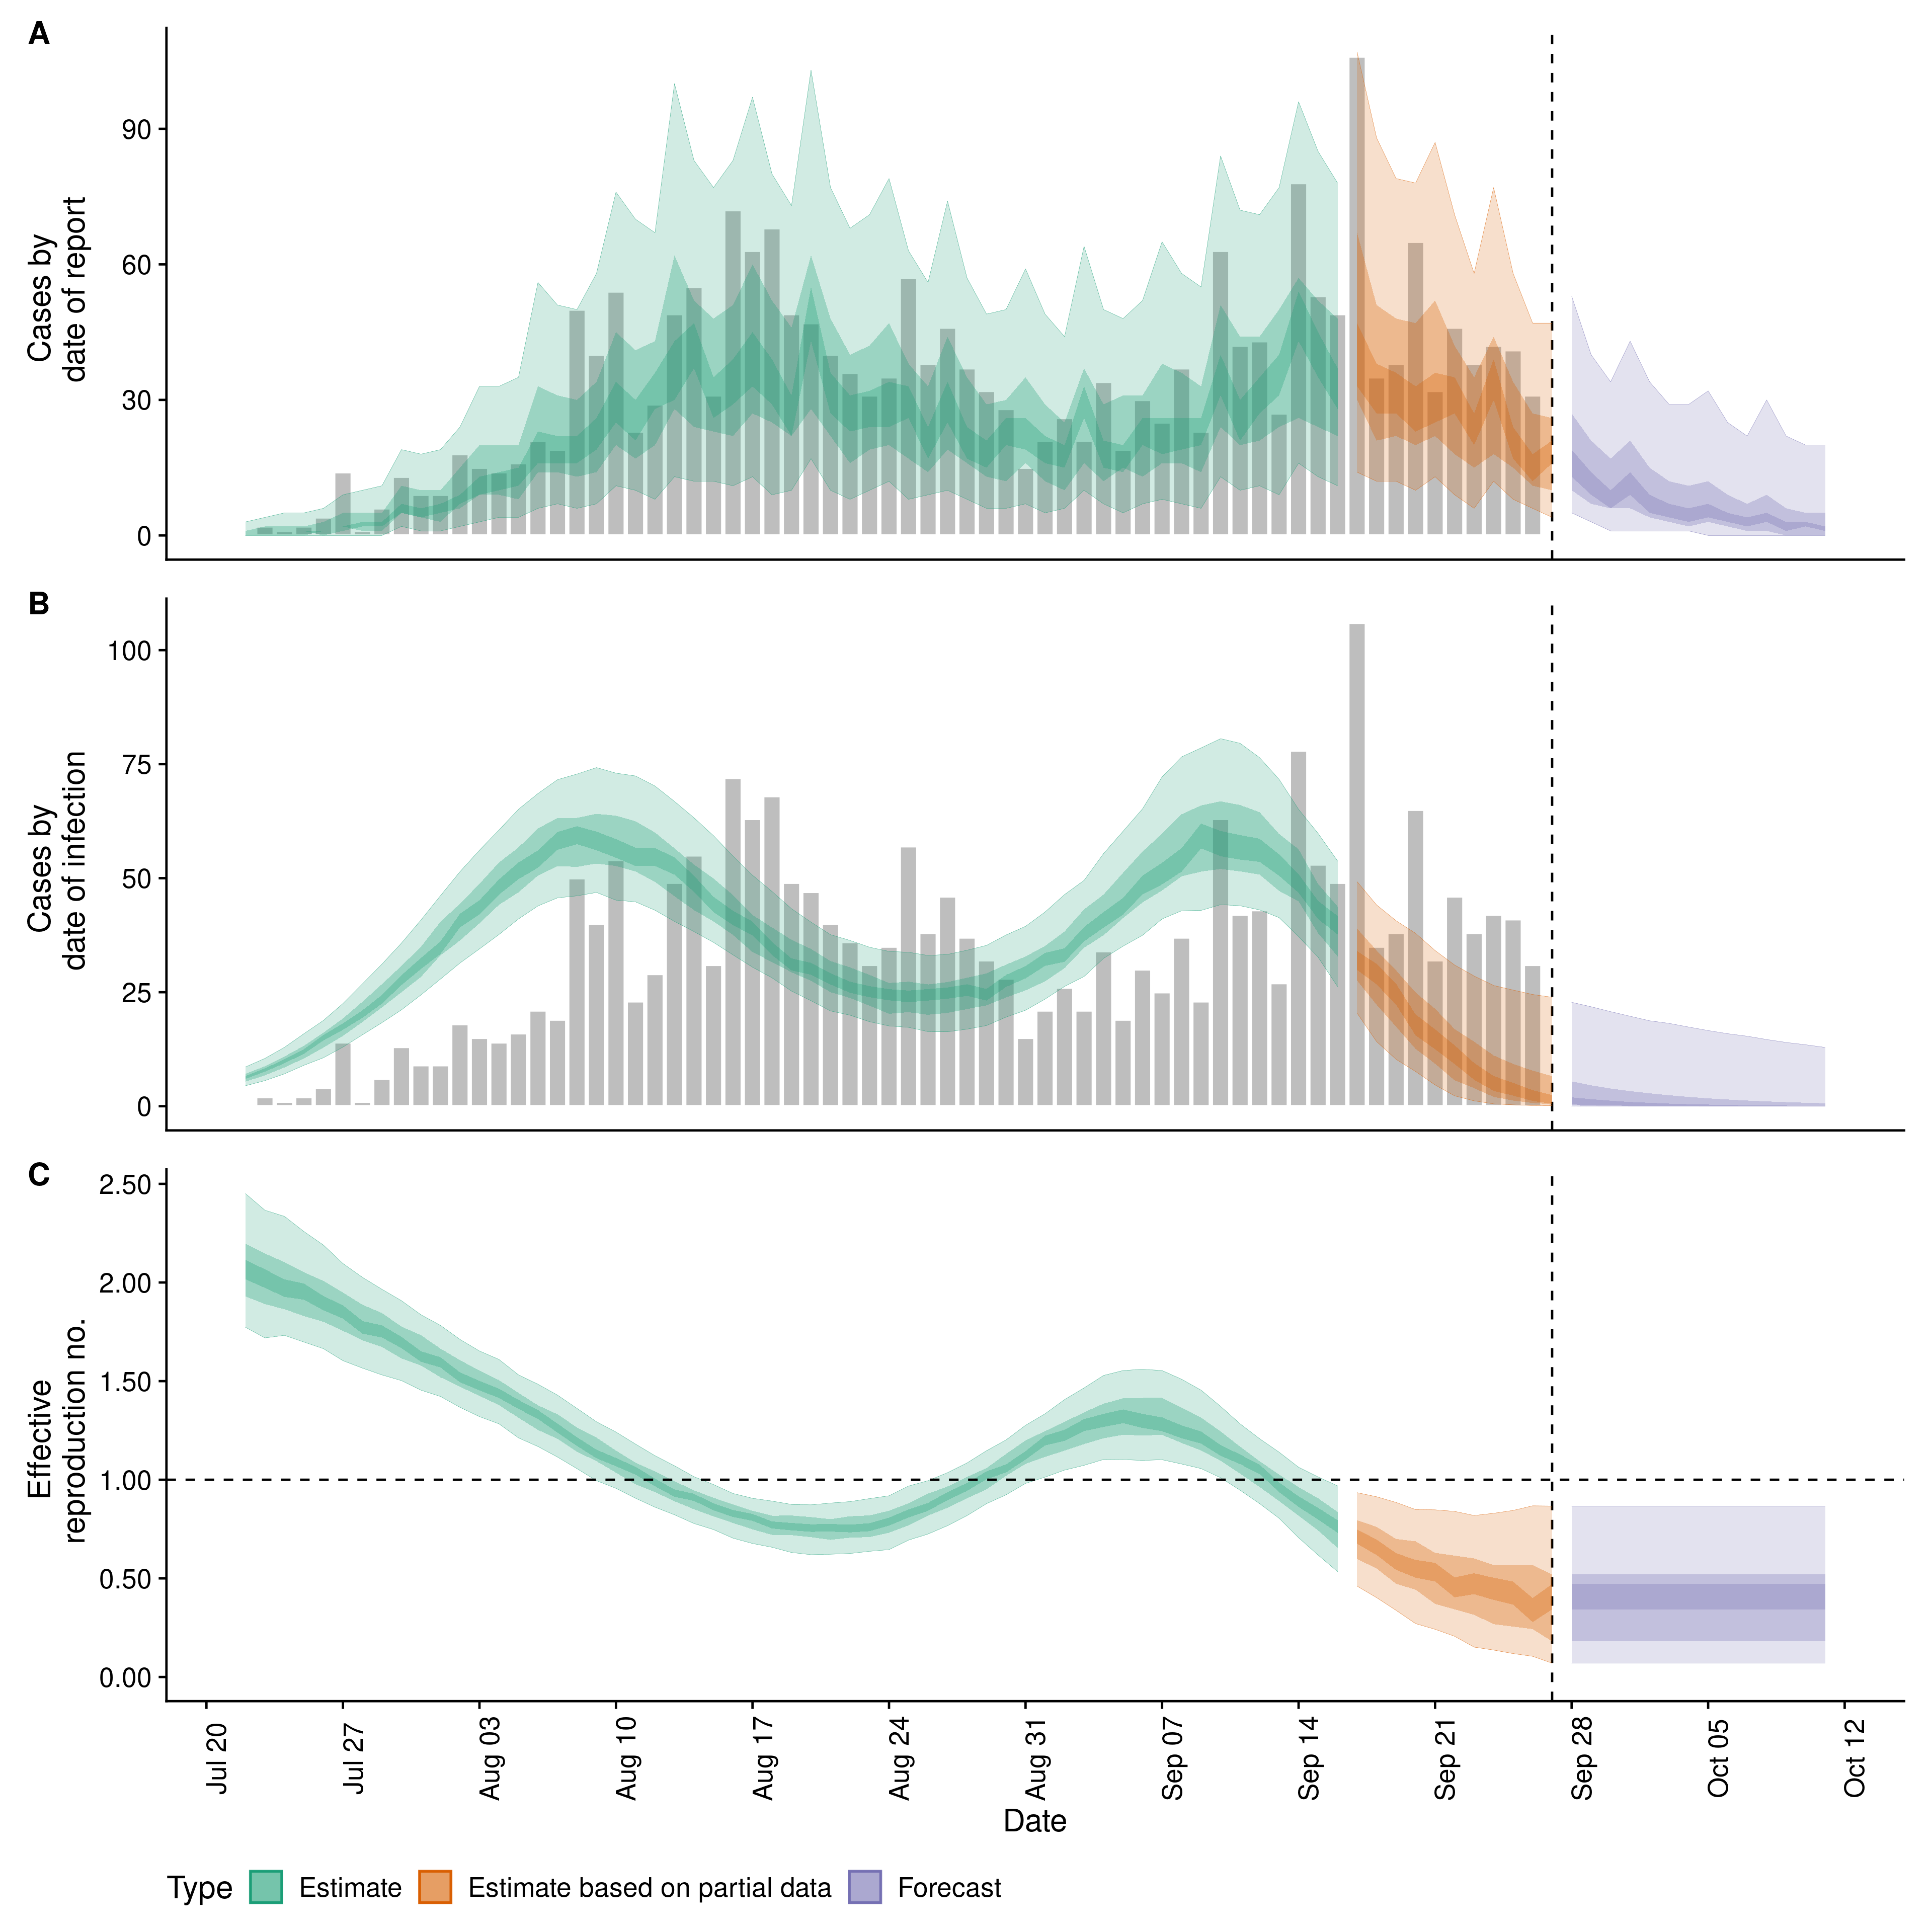 A
90
60
30
0
Cases by
date of report
B
100
75
50
25
0
Cases by
date of infection
C
2.50
2.00
1.50
1.00
0.50
0.00
Effective
reproduction no.
Jul 20
Jul 27
Aug 03
Aug 10
Aug 17
Aug 24
Aug 31
Sep 07
Sep 14
Sep 21
Sep 28
Oct 05
Oct 12
Date
Type Estimate Estimate based on partial data Forecast